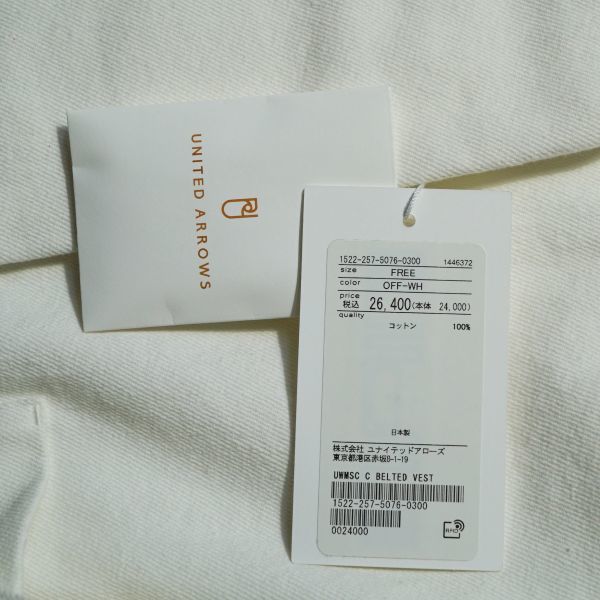 UNITED ARROWS
1522-257-5076-0300 1446372
size FREE
color OFF-WH
price
税込 26,400(本体 24,000)
quality
コットン 100%
日本製
株式会社 ユナイテッドアローズ
東京都港区赤坂8-1-19
UWMSC C BELTED VEST
1522-257-5076-0300
0024000
RFID